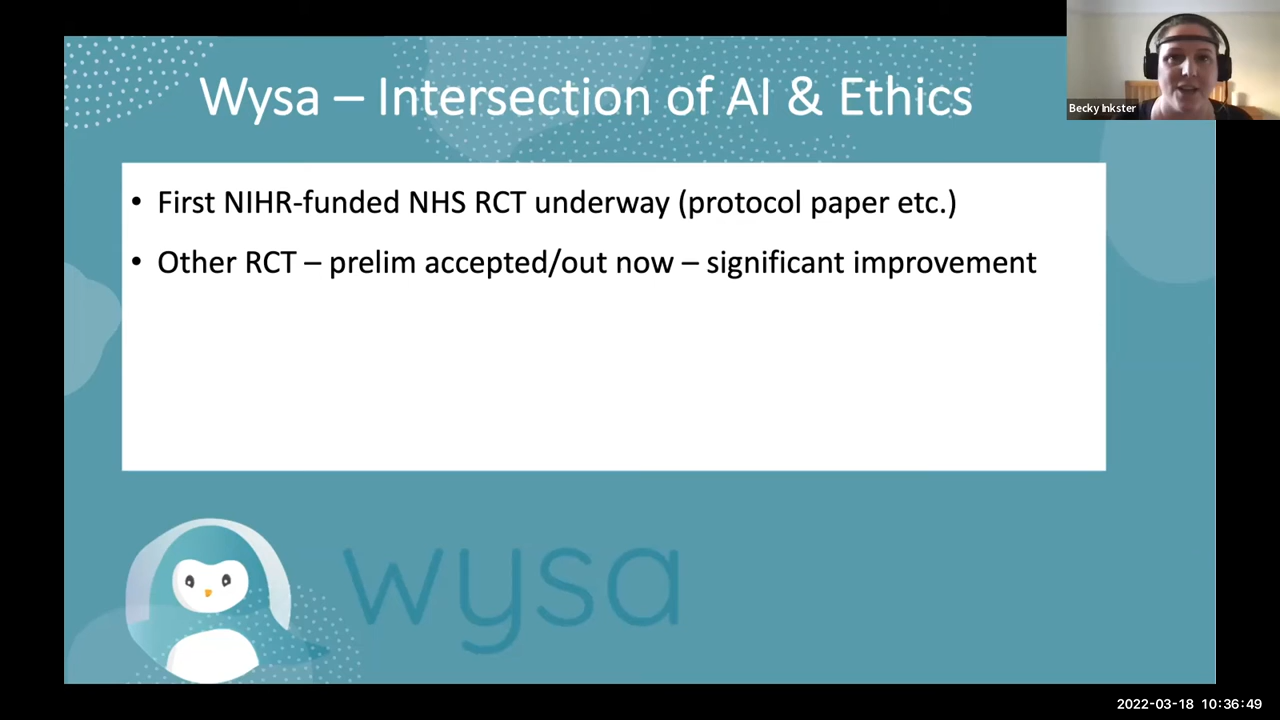 Wysa – Intersection of AI & Ethics
Becky Inkster
• First NIHR-funded NHS RCT underway (protocol paper etc.)
• Other RCT – prelim accepted/out now – significant improvement
wysa
2022-03-18 10:36:49